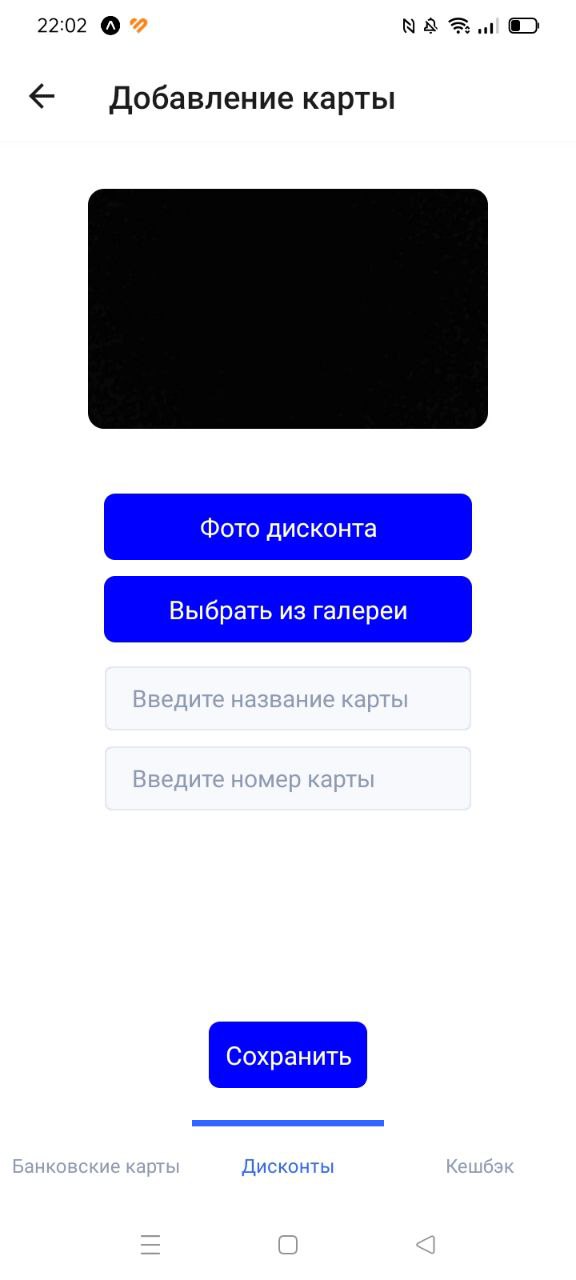 22:02
Добавление карты
Фото дисконта
Выбрать из галереи
Введите название карты
Введите номер карты
Сохранить
Банковские карты Дисконты Кешбэк